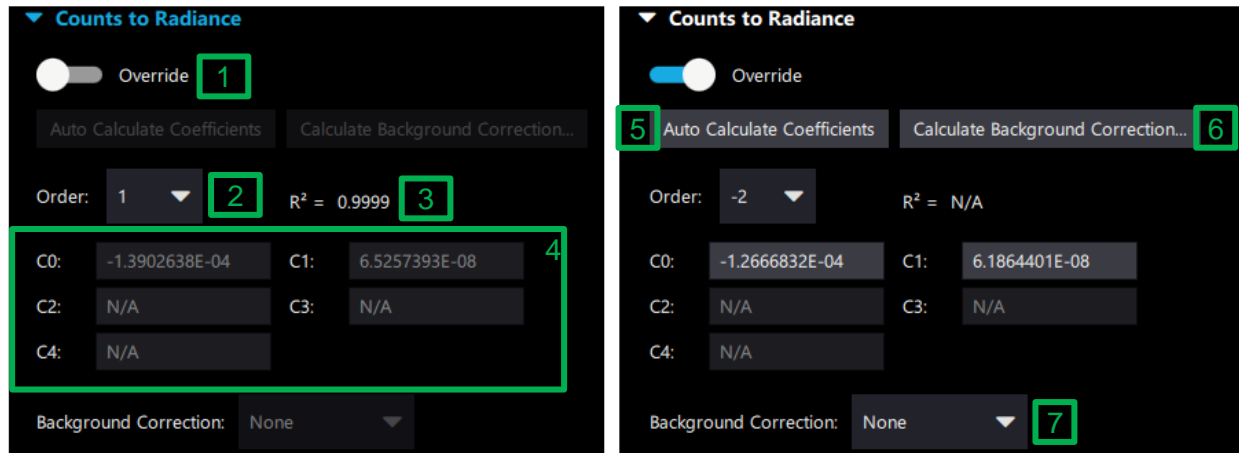 Counts to Radiance
Override 1
Auto Calculate Coefficients Calculate Background Correction...
Order: 1 2 R² = 0.9999 3
4
C0: -1.3902638E-04 C1: 6.5257393E-08
C2: N/A C3: N/A
C4: N/A
Background Correction: None
Counts to Radiance
Override
5 Auto Calculate Coefficients Calculate Background Correction... 6
Order: -2 R² = N/A
C0: -1.2666832E-04 C1: 6.1864401E-08
C2: N/A C3: N/A
C4: N/A
Background Correction: None 7